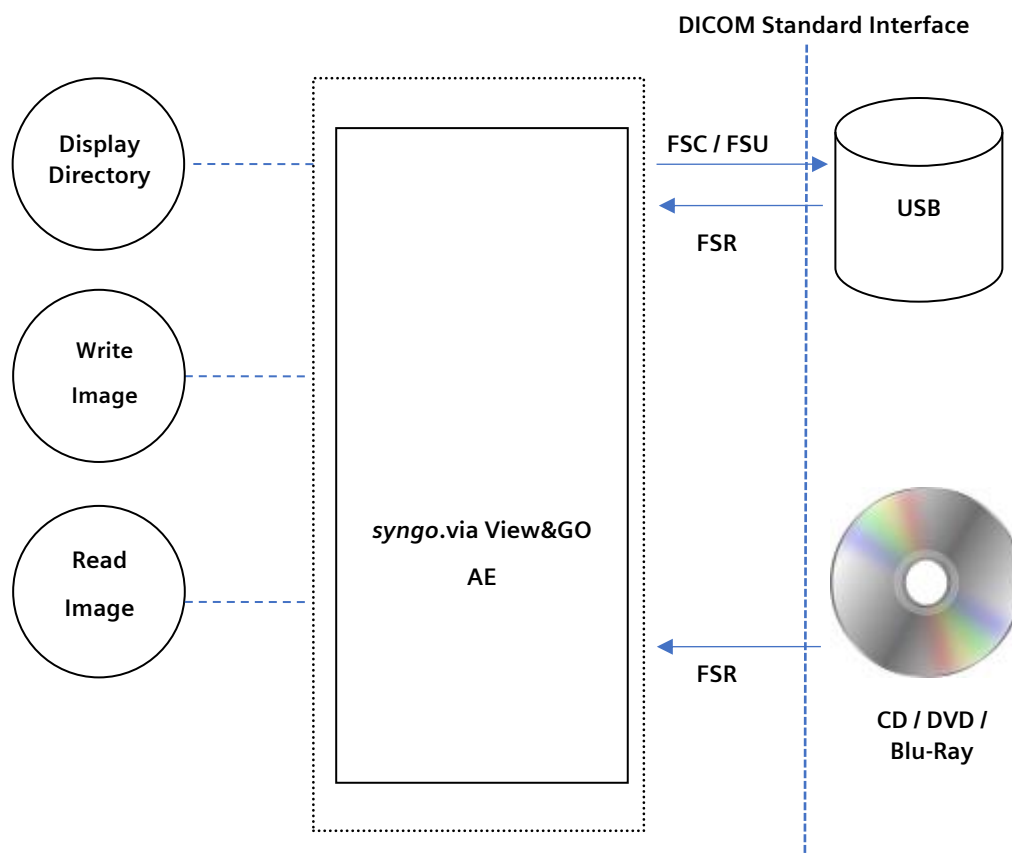 DICOM Standard Interface
Display
Directory
FSC / FSU
USB
FSR
Write
Image
syngo.via View&GO
AE
Read
Image
FSR
CD / DVD /
Blu-Ray